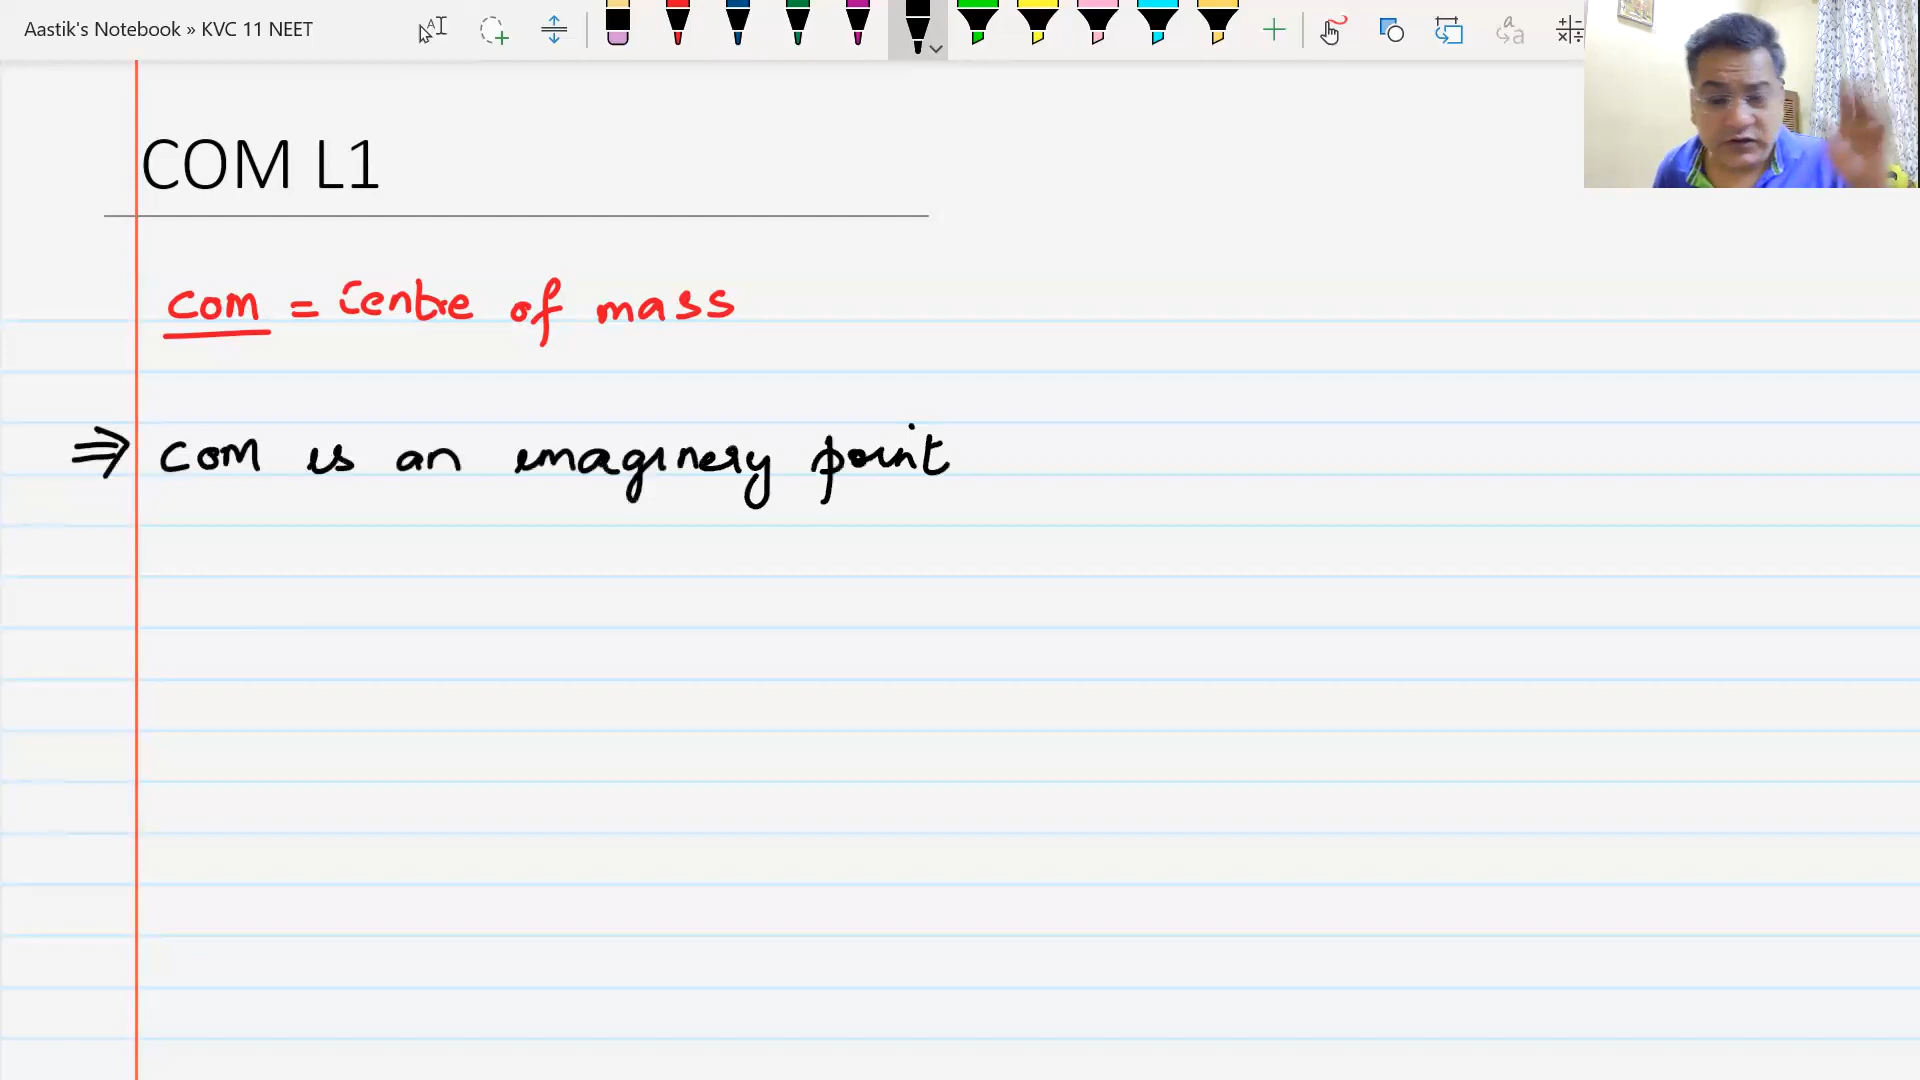 Aastik's Notebook » KVC 11 NEET
COM L1
COM = Centre of mass
⇒ COM is an imaginery point